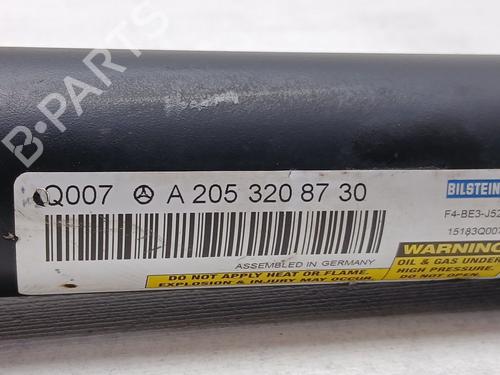 B-PARTS
Q007 A 205 320 87 30
BILSTEIN
F4-BE3-J52
15183Q007
ASSEMBLED IN GERMANY
WARNING
DO NOT APPLY HEAT OR FLAME.
EXPLOSION & INJURY MAY OCCUR.
OIL & GAS UNDER
HIGH PRESSURE.
DO NOT OPEN.